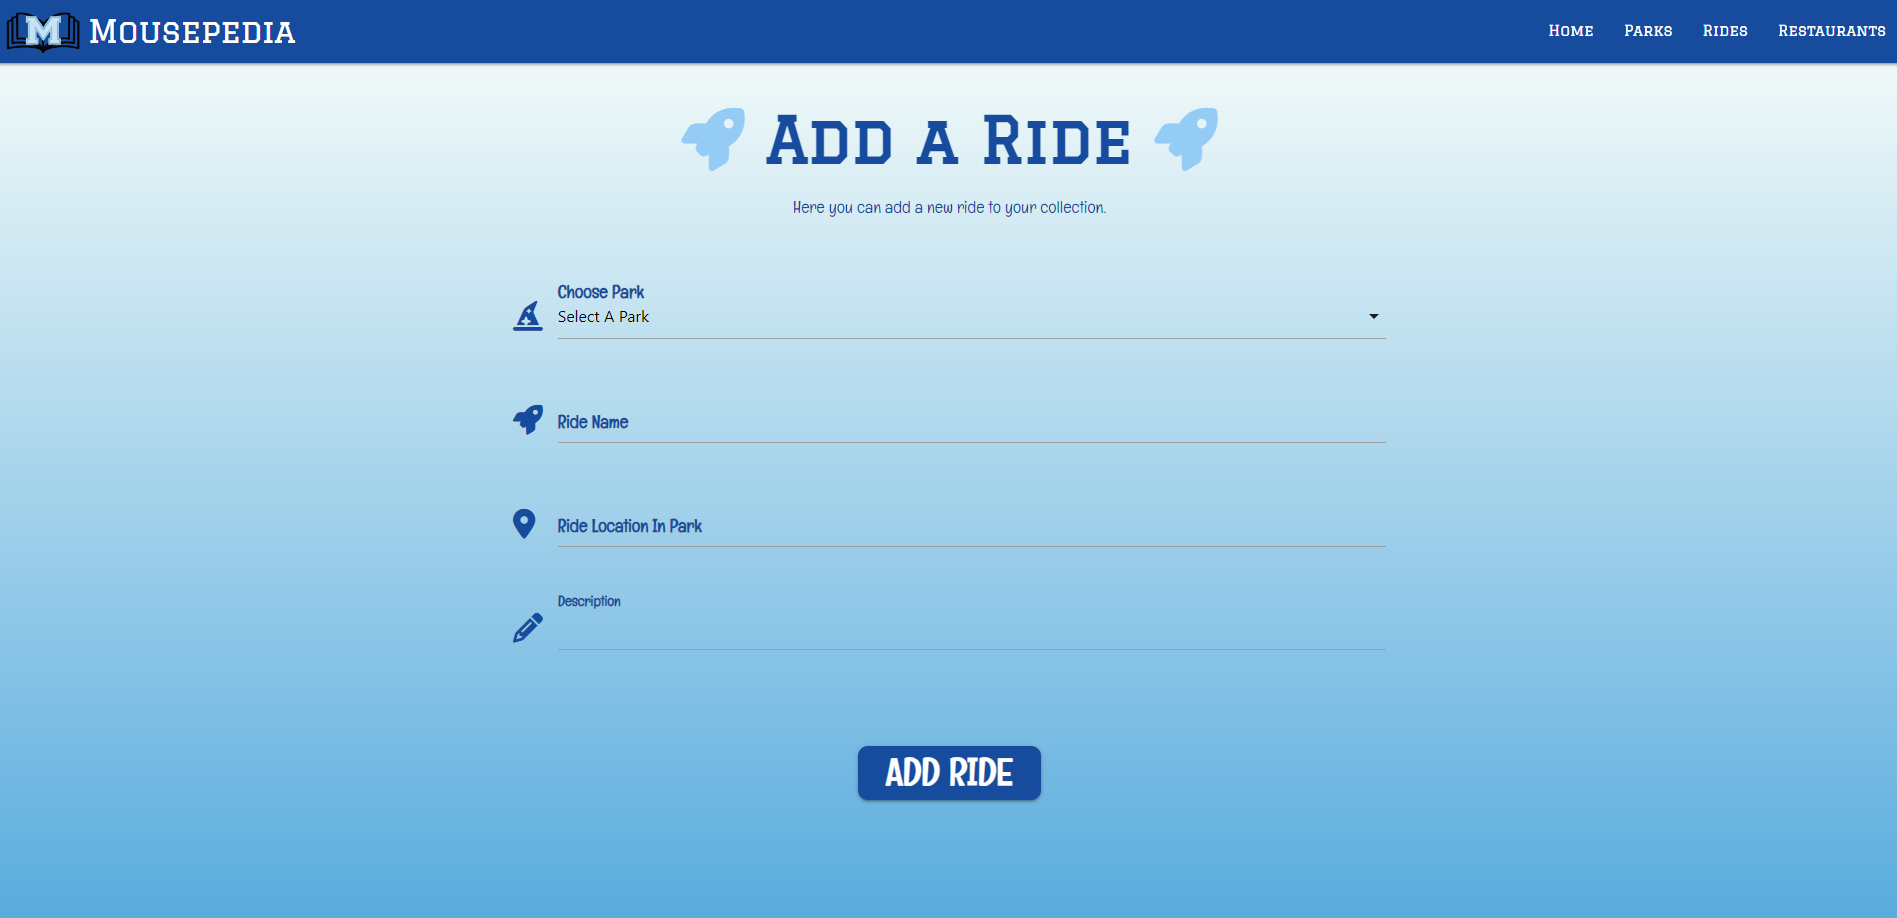 M Mousepedia
Home Parks Rides Restaurants
Add a Ride
Here you can add a new ride to your collection.
Choose Park
Select A Park
Ride Name
Ride Location In Park
Description
ADD RIDE